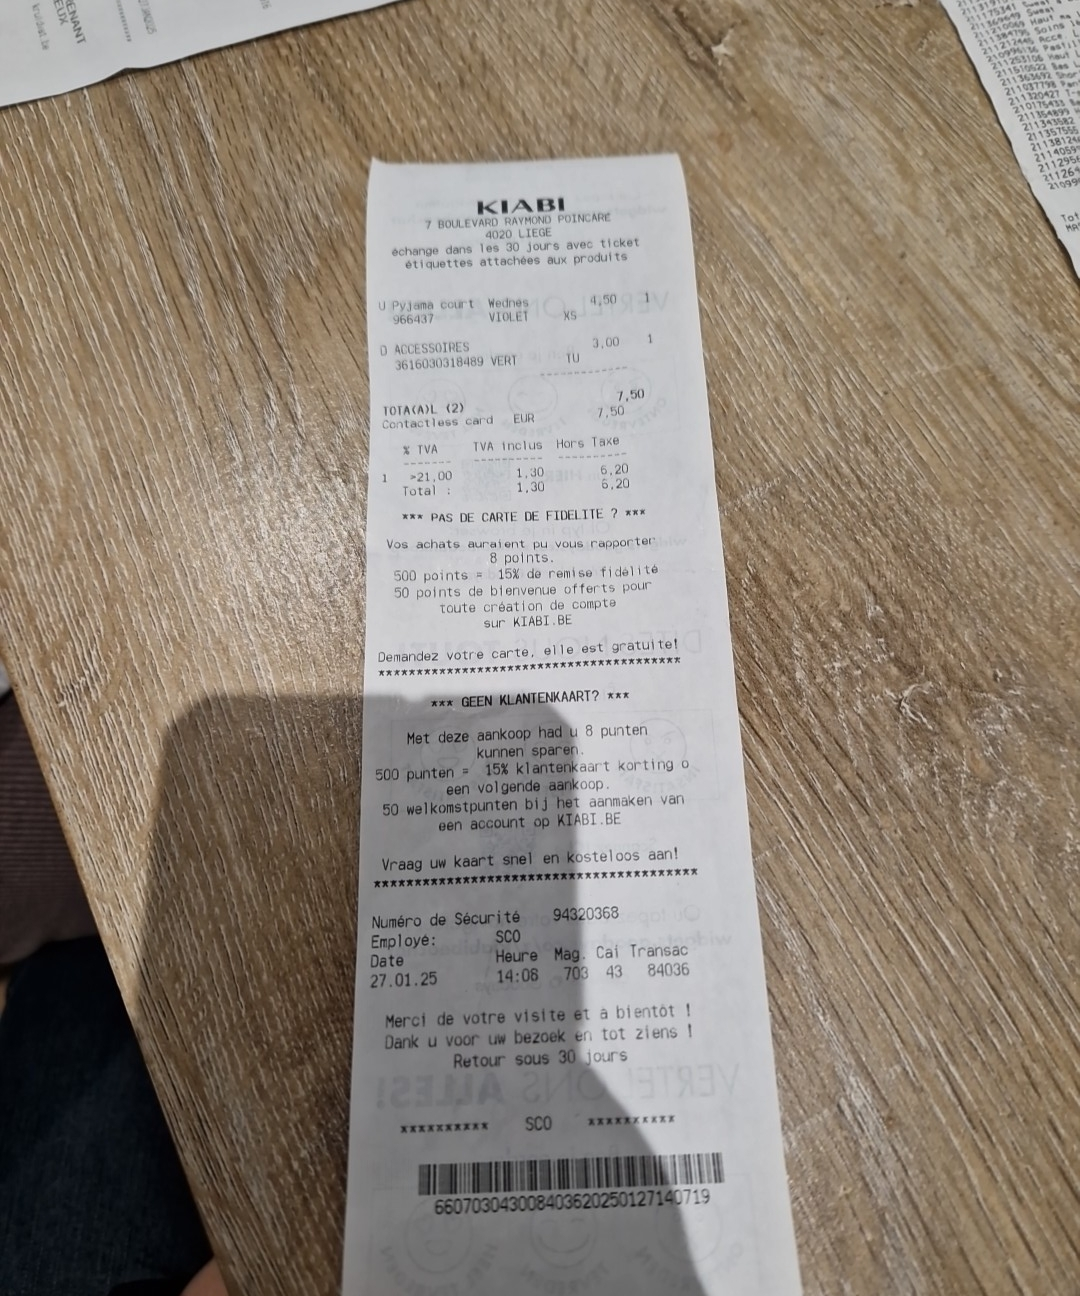 KIABI
7 BOULEVARD RAYMOND POINCARE
4020 LIEGE
échange dans les 30 jours avec ticket
étiquettes attachées aux produits
U Pyjama court Wednes 4,50 1
966437 VIOLET XS
D ACCESSOIRES 3,00 1
3616030318489 VERT TU
------------
7,50
TOTA(A)L (2)
Contactless card EUR 7,50
% TVA TVA inclus Hors Taxe
------- ---------- ---------
1 >21,00 1,30 6,20
Total : 1,30 6,20
*** PAS DE CARTE DE FIDELITE ? ***
Vos achats auraient pu vous rapporter
8 points.
500 points = 15% de remise fidélité
50 points de bienvenue offerts pour
toute création de compte
sur KIABI.BE
Demandez votre carte, elle est gratuite!
****************************************
*** GEEN KLANTENKAART? ***
Met deze aankoop had u 8 punten
kunnen sparen.
500 punten = 15% klantenkaart korting o
een volgende aankoop.
50 welkomstpunten bij het aanmaken van
een account op KIABI.BE
Vraag uw kaart snel en kosteloos aan!
****************************************
Numéro de Sécurité 94320368
Employé: SCO
Date Heure Mag. Cai Transac
27.01.25 14:08 703 43 84036
Merci de votre visite et à bientôt !
Dank u voor uw bezoek en tot ziens !
Retour sous 30 jours
********** SCO **********
660703043008403620250127140719